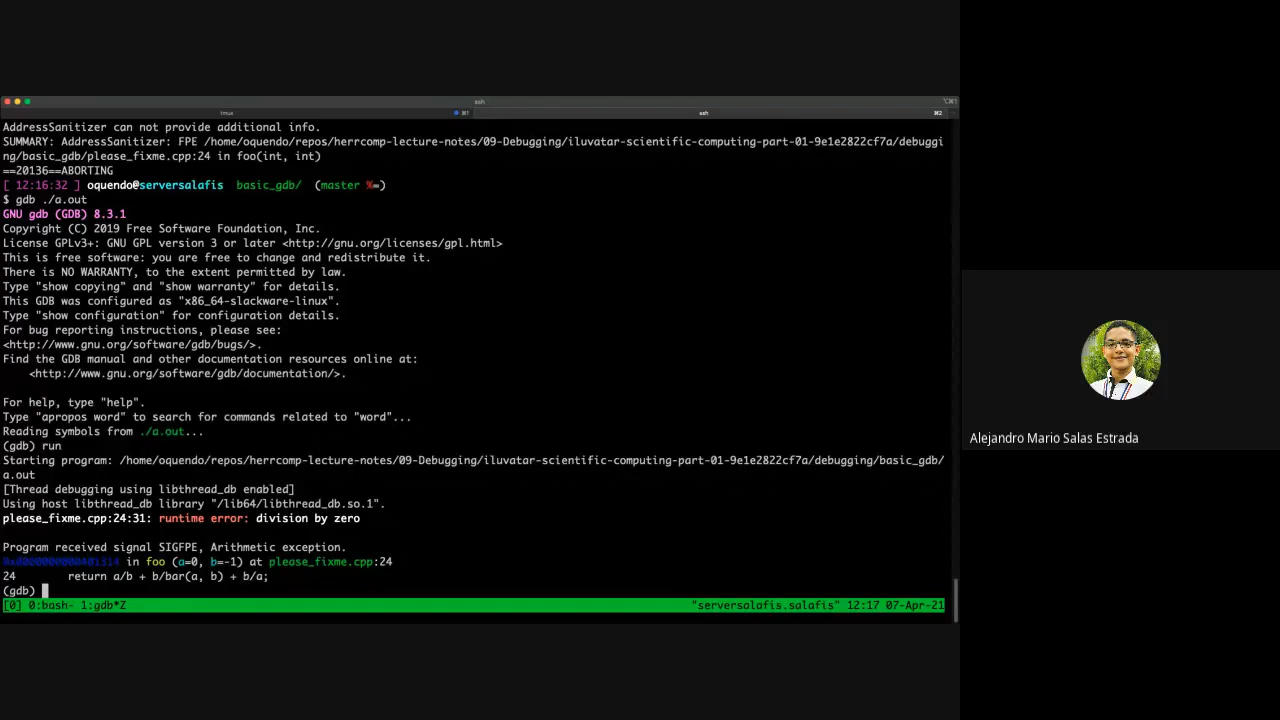 ssh
⌥⌘1
tmux
⌘1
ssh
⌘2
AddressSanitizer can not provide additional info.
SUMMARY: AddressSanitizer: FPE /home/oquendo/repos/herrcomp-lecture-notes/09-Debugging/iluvatar-scientific-computing-part-01-9e1e2822cf7a/debuggi
ng/basic_gdb/please_fixme.cpp:24 in foo(int, int)
==20136==ABORTING
[ 12:16:32 ] oquendo@serversalafis  basic_gdb/  (master %=)
$ gdb ./a.out
GNU gdb (GDB) 8.3.1
Copyright (C) 2019 Free Software Foundation, Inc.
License GPLv3+: GNU GPL version 3 or later <http://gnu.org/licenses/gpl.html>
This is free software: you are free to change and redistribute it.
There is NO WARRANTY, to the extent permitted by law.
Type "show copying" and "show warranty" for details.
This GDB was configured as "x86_64-slackware-linux".
Type "show configuration" for configuration details.
For bug reporting instructions, please see:
<http://www.gnu.org/software/gdb/bugs/>.
Find the GDB manual and other documentation resources online at:
    <http://www.gnu.org/software/gdb/documentation/>.
For help, type "help".
Type "apropos word" to search for commands related to "word"...
Reading symbols from ./a.out...
(gdb) run
Starting program: /home/oquendo/repos/herrcomp-lecture-notes/09-Debugging/iluvatar-scientific-computing-part-01-9e1e2822cf7a/debugging/basic_gdb/
a.out
[Thread debugging using libthread_db enabled]
Using host libthread_db library "/lib64/libthread_db.so.1".
please_fixme.cpp:24:31: runtime error: division by zero
Program received signal SIGFPE, Arithmetic exception.
in foo (a=0, b=-1) at please_fixme.cpp:24
24        return a/b + b/bar(a, b) + b/a;
(gdb)
[0] 0:bash- 1:gdb*Z
"serversalafis.salafis" 12:17 07-Apr-21
Alejandro Mario Salas Estrada